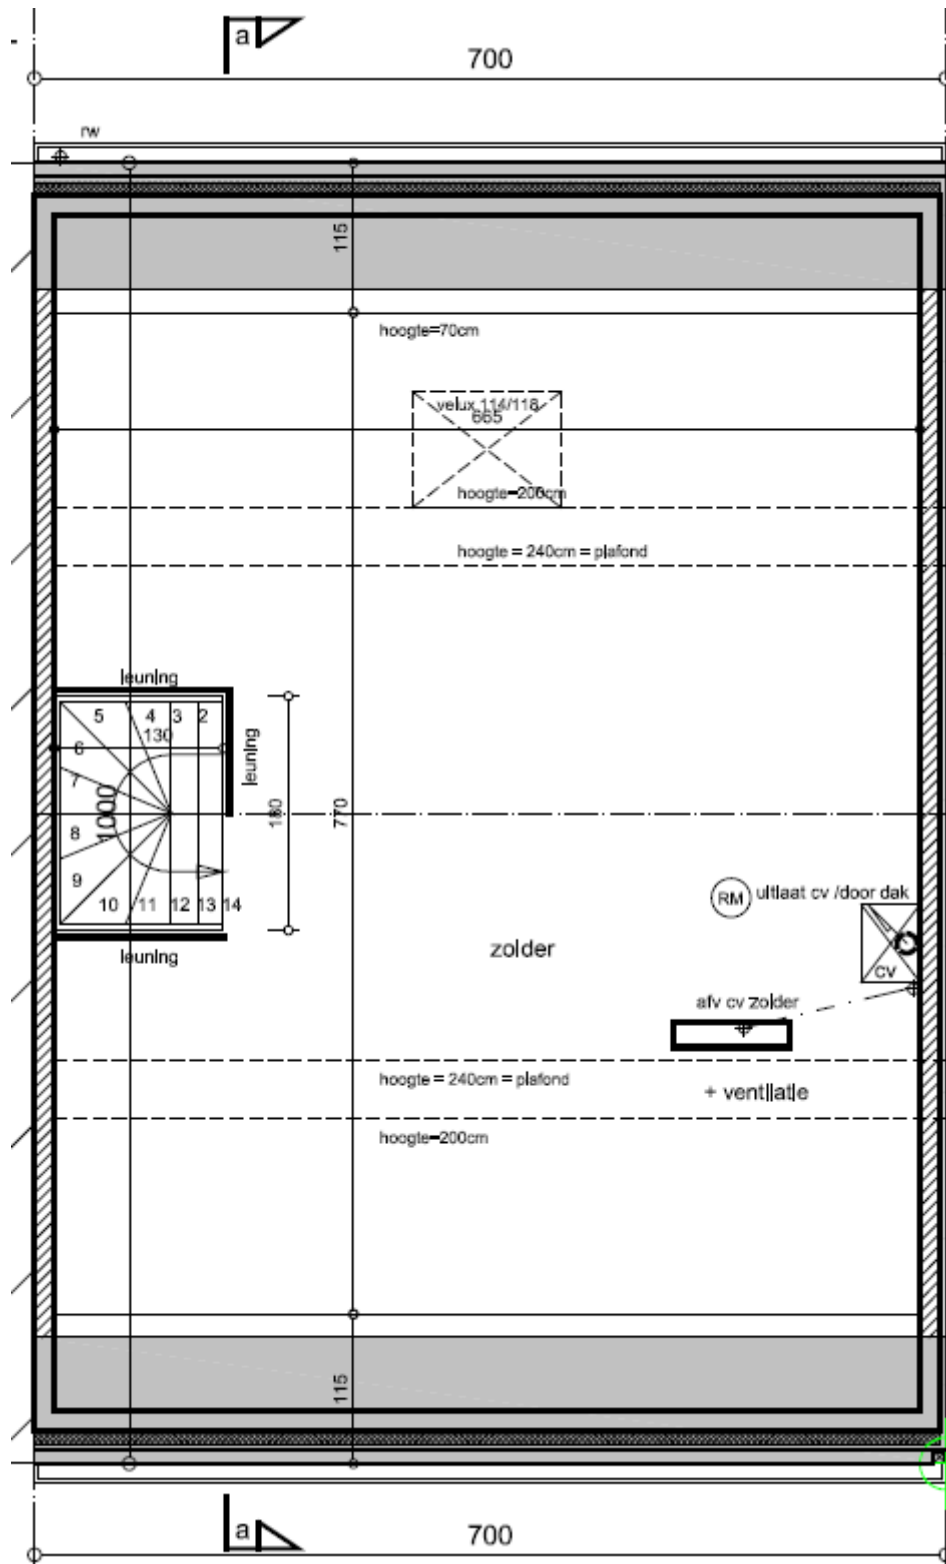 a
700
rw
115
hoogte=70cm
velux 114/118
665
hoogte=200cm
hoogte = 240cm = plafond
leuning
5 4 3 2
130
6
leuning
7
1000
180
770
8
9
10 11 12 13 14
RM
uitlaat cv /door dak
leuning
zolder
cv
afv cv zolder
hoogte = 240cm = plafond
+ ventilatie
hoogte=200cm
115
a
700